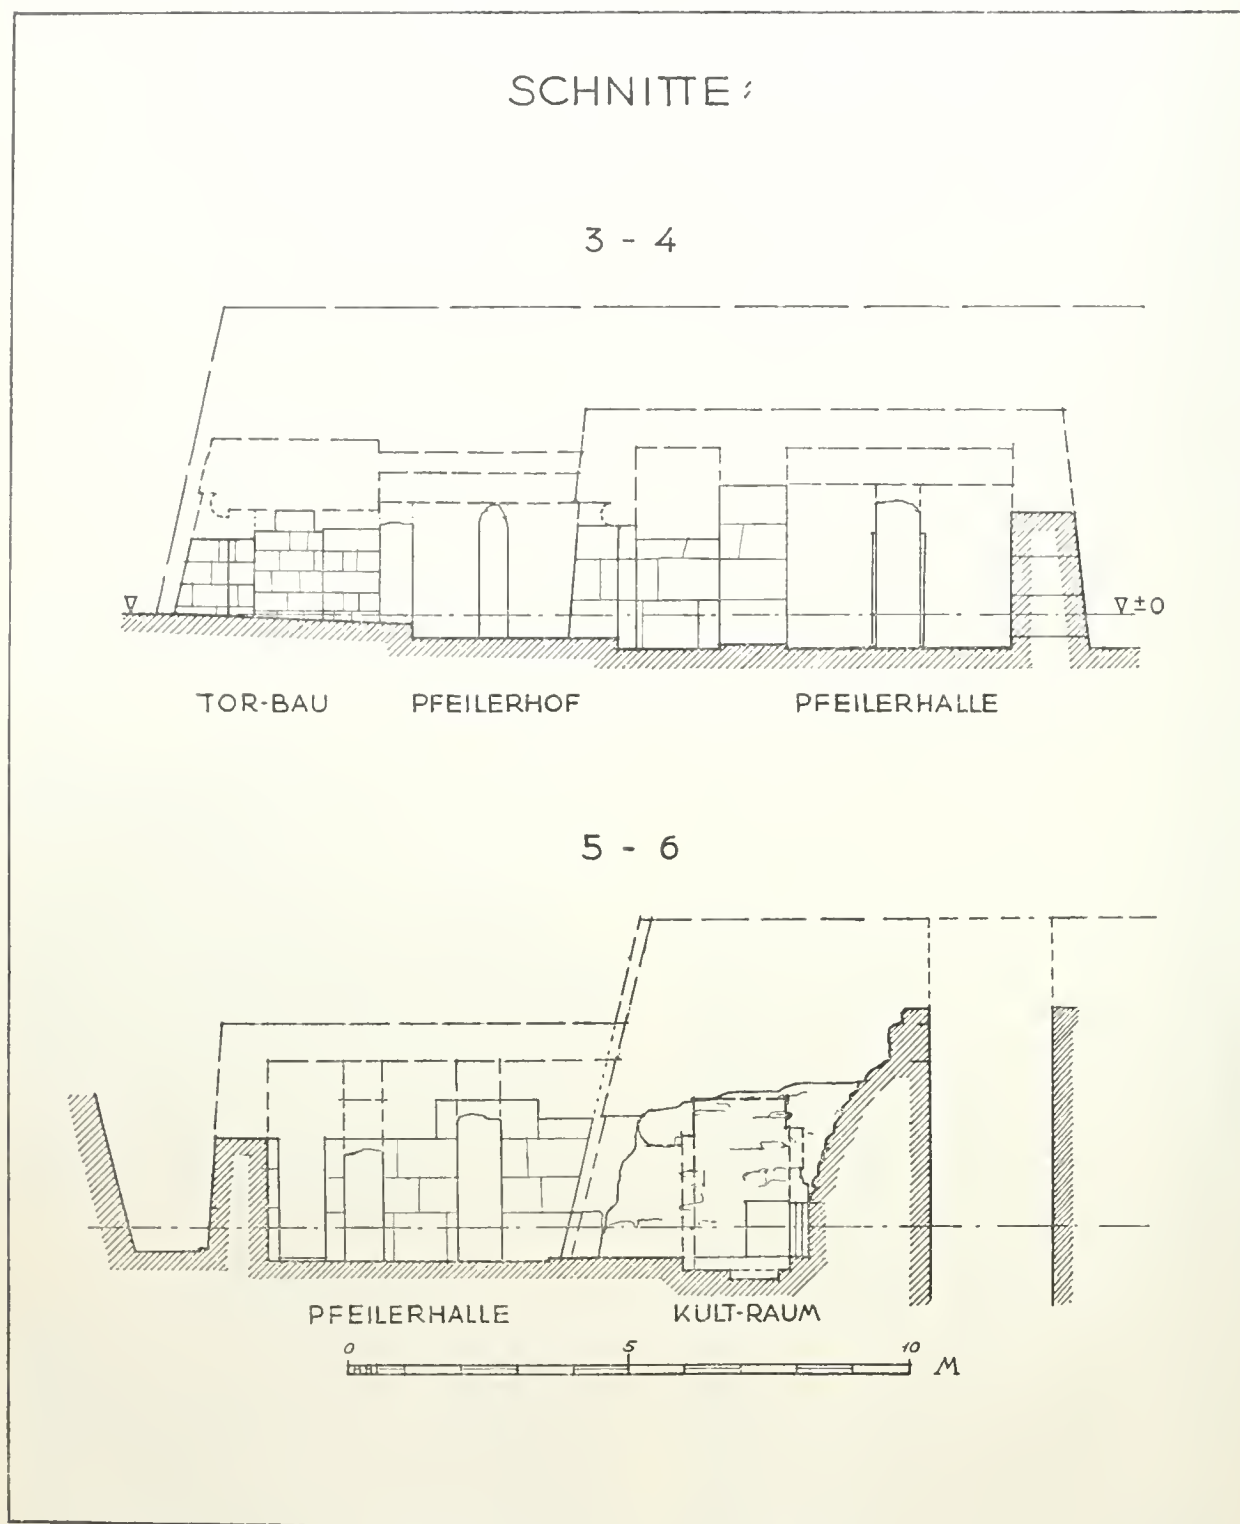 SCHNITTE:
3 - 4
▽ ▽±0
TOR-BAU PFEILERHOF PFEILERHALLE
5 - 6
PFEILERHALLE KULT-RAUM
0 5 10 M